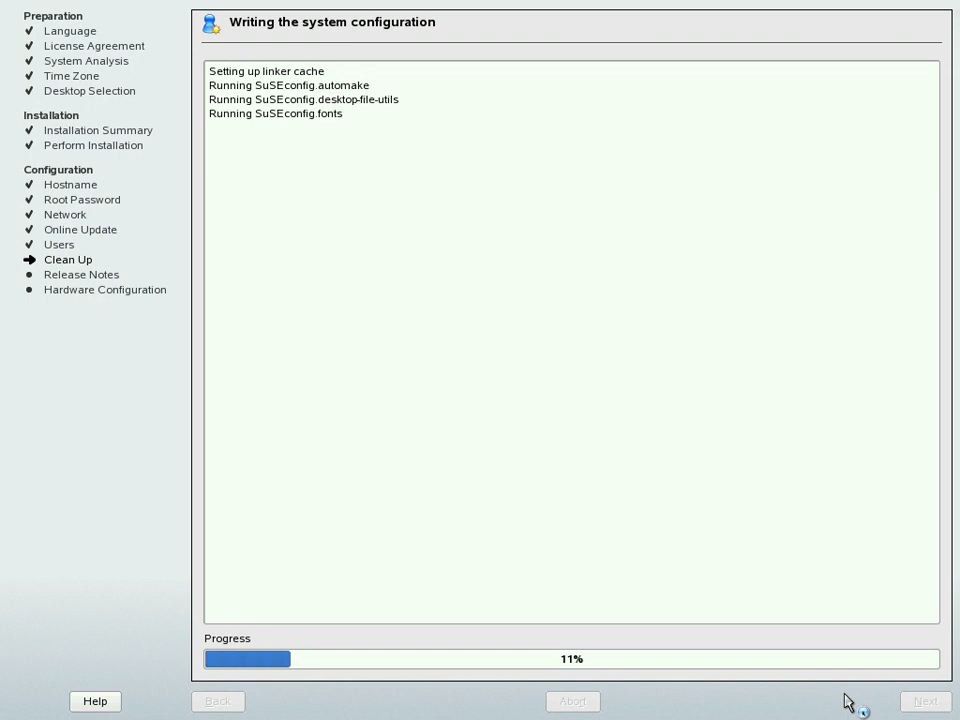 Preparation
Language
License Agreement
System Analysis
Time Zone
Desktop Selection
Installation
Installation Summary
Perform Installation
Configuration
Hostname
Root Password
Network
Online Update
Users
Clean Up
Release Notes
Hardware Configuration
Writing the system configuration
Setting up linker cache
Running SuSEconfig.automake
Running SuSEconfig.desktop-file-utils
Running SuSEconfig.fonts
Progress
11%
Help
Back
Abort
Next